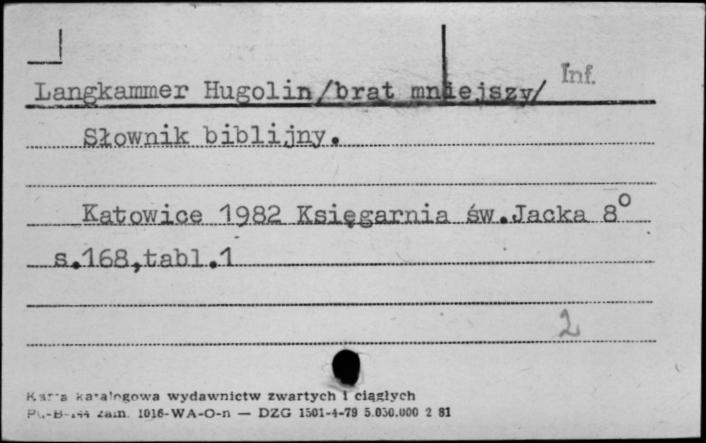 Inf.
Langkammer Hugolin/brat mniejszy/
Słownik biblijny.
Katowice 1982 Księgarnia św.Jacka 8°
s.168,tabl.1
2
Karta katalogowa wydawnictw zwartych i ciągłych
zam. 1016-WA-O-n — DZG 1501-4-79 5.050.000 2 81